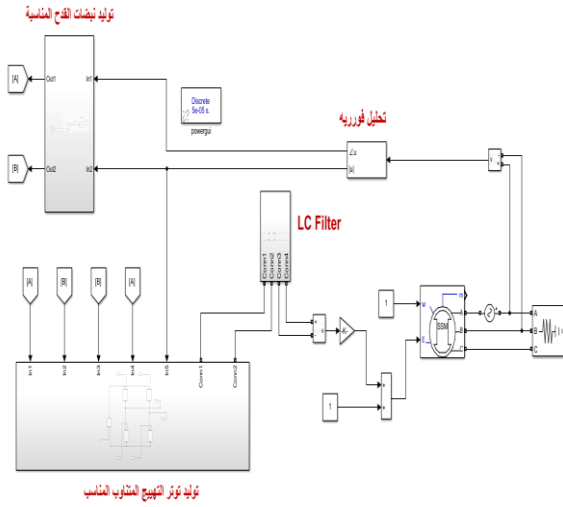 توليد نبضات القدح المناسبة
[A]
Out1
In1
[B]
Out2
In2
Discrete
5e-05 s.
powergui
تحليل فورريه
∠u
|u|
v
+
-
LC Filter
Conn1
Conn2
Conn3
Conn4
[A]
[B]
[B]
[A]
+
-
v
-K-
1
w
m
SSM
E
A
B
C
+
A
B
C
1
+
+
In1
In2
In3
In4
In5
Conn1
Conn2
توليد توتر التهييج المتناوب المناسب